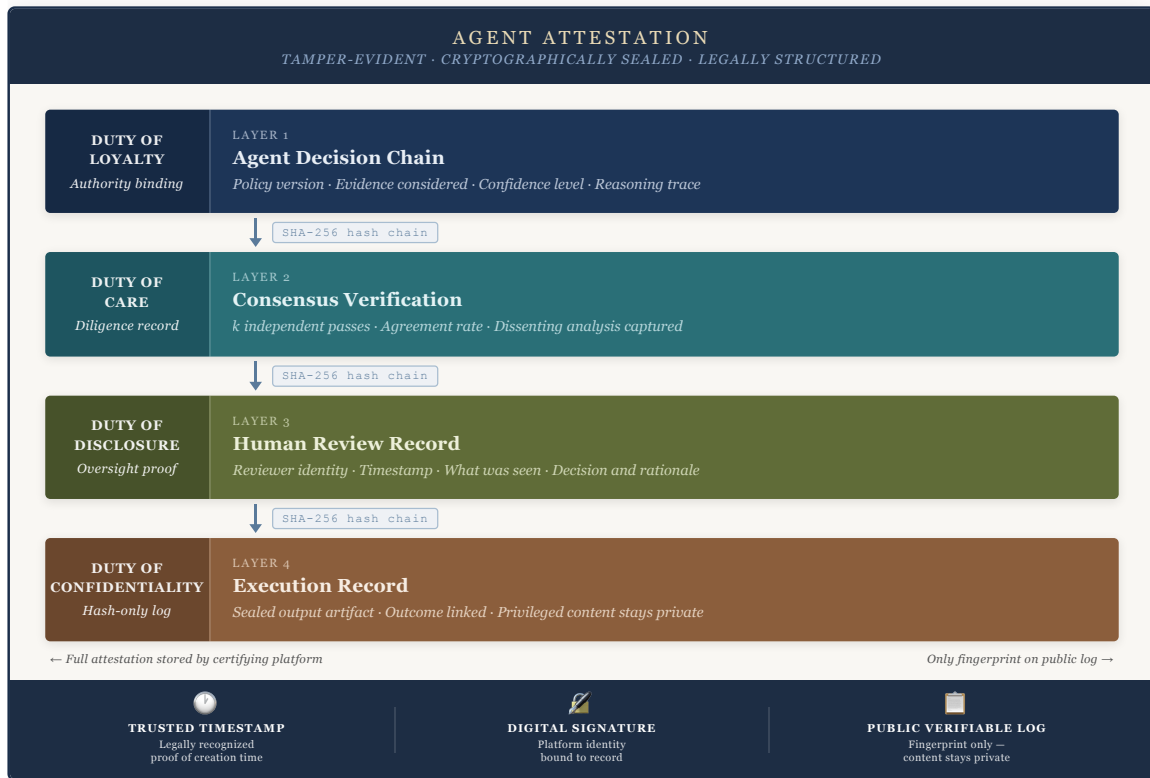 AGENT ATTESTATION
TAMPER-EVIDENT · CRYPTOGRAPHICALLY SEALED · LEGALLY STRUCTURED
DUTY OF
LOYALTY
Authority binding
LAYER 1
Agent Decision Chain
Policy version · Evidence considered · Confidence level · Reasoning trace
SHA-256 hash chain
DUTY OF
CARE
Diligence record
LAYER 2
Consensus Verification
k independent passes · Agreement rate · Dissenting analysis captured
SHA-256 hash chain
DUTY OF
DISCLOSURE
Oversight proof
LAYER 3
Human Review Record
Reviewer identity · Timestamp · What was seen · Decision and rationale
SHA-256 hash chain
DUTY OF
CONFIDENTIALITY
Hash-only log
LAYER 4
Execution Record
Sealed output artifact · Outcome linked · Privileged content stays private
← Full attestation stored by certifying platform
Only fingerprint on public log →
TRUSTED TIMESTAMP
Legally recognized
proof of creation time
DIGITAL SIGNATURE
Platform identity
bound to record
PUBLIC VERIFIABLE LOG
Fingerprint only —
content stays private